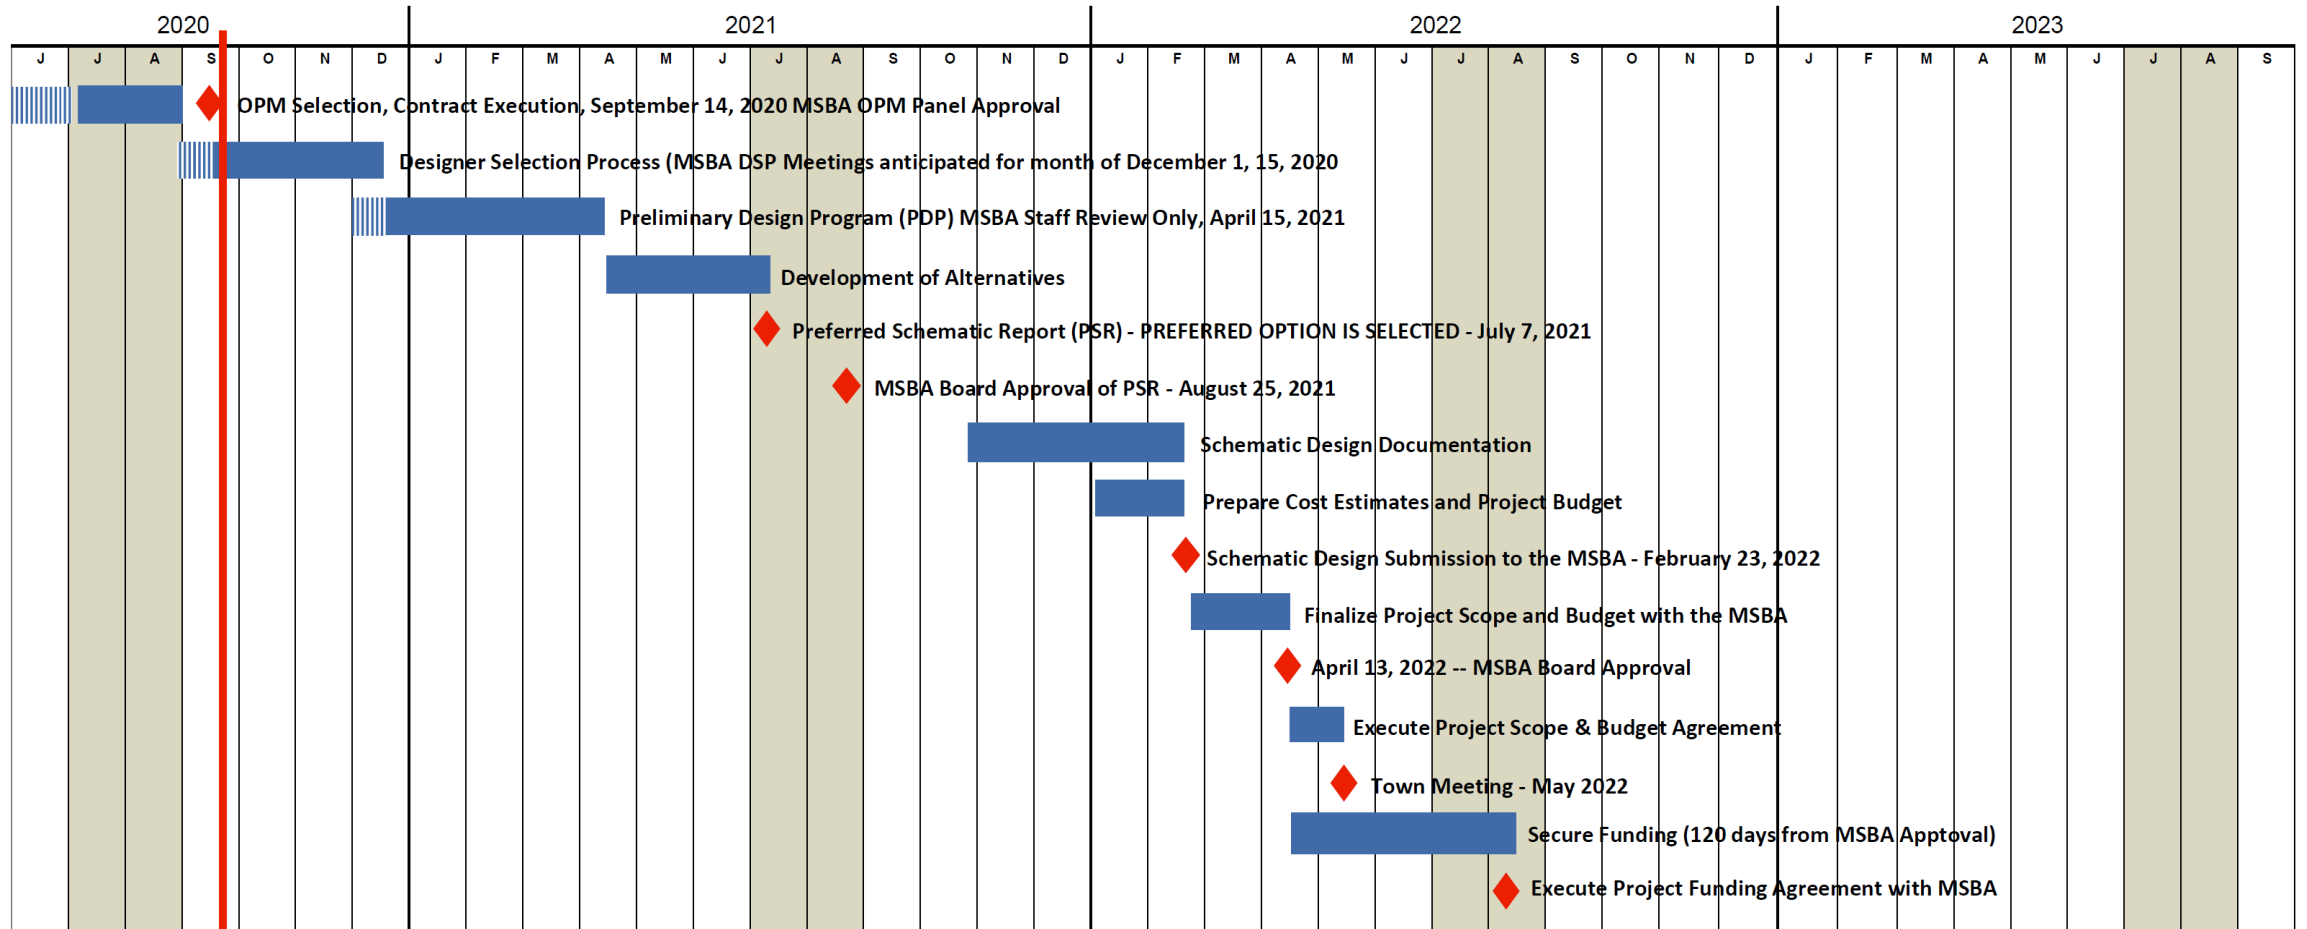 2020 2021 2022 2023
J J A S O N D J F M A M J J A S O N D J F M A M J J A S O N D J F M A M J J A S
OPM Selection, Contract Execution, September 14, 2020 MSBA OPM Panel Approval
Designer Selection Process (MSBA DSP Meetings anticipated for month of December 1, 15, 2020
Preliminary Design Program (PDP) MSBA Staff Review Only, April 15, 2021
Development of Alternatives
Preferred Schematic Report (PSR) - PREFERRED OPTION IS SELECTED - July 7, 2021
MSBA Board Approval of PSR - August 25, 2021
Schematic Design Documentation
Prepare Cost Estimates and Project Budget
Schematic Design Submission to the MSBA - February 23, 2022
Finalize Project Scope and Budget with the MSBA
April 13, 2022 -- MSBA Board Approval
Execute Project Scope & Budget Agreement
Town Meeting - May 2022
Secure Funding (120 days from MSBA Apptoval)
Execute Project Funding Agreement with MSBA